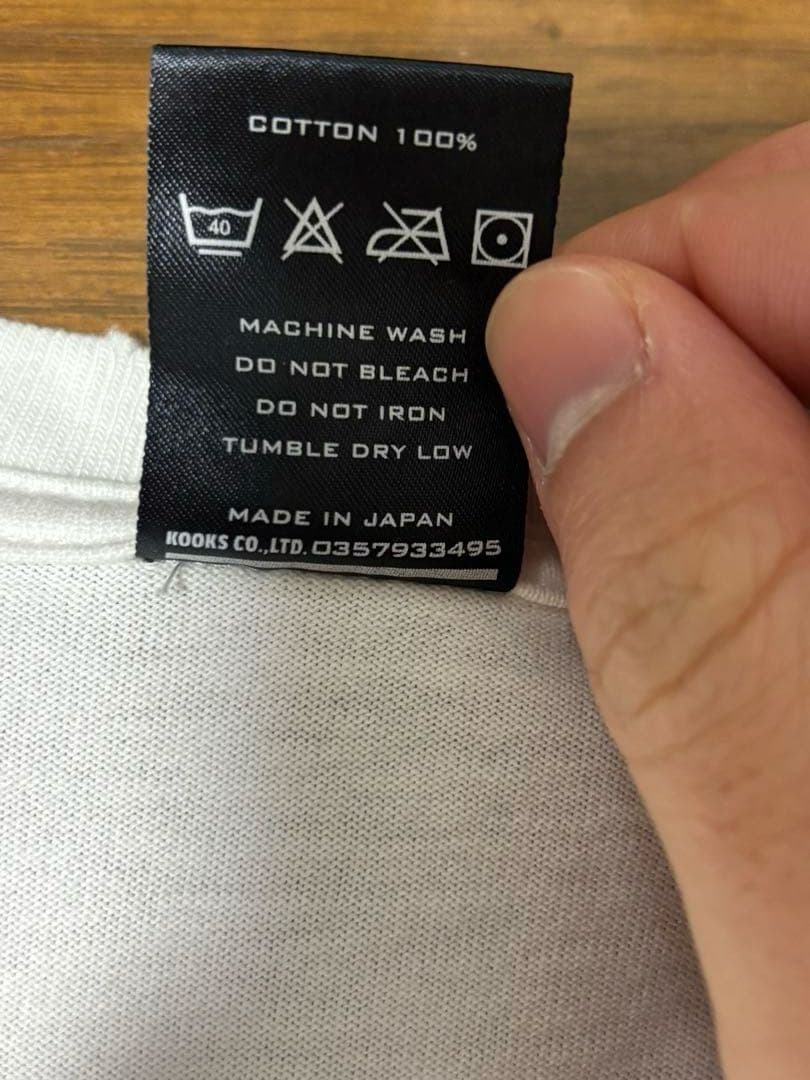 COTTON 100%
40
MACHINE WASH
DO NOT BLEACH
DO NOT IRON
TUMBLE DRY LOW
MADE IN JAPAN
KOOKS CO.,LTD. 0357933495